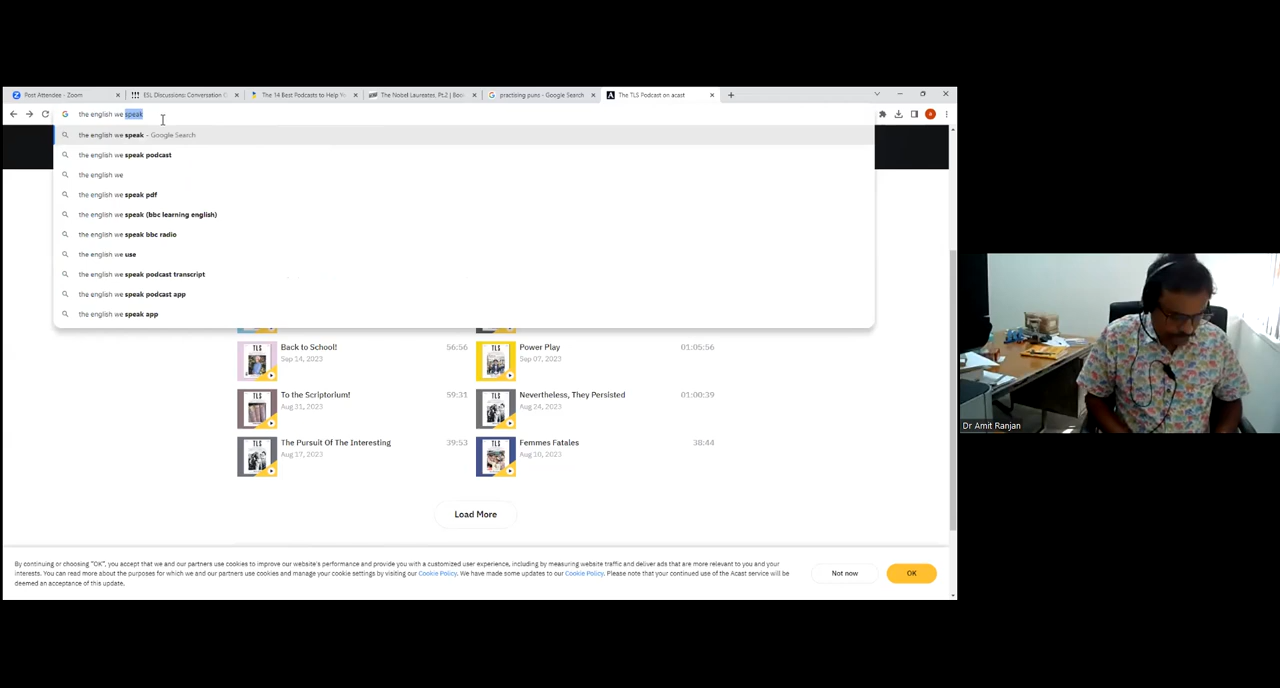 Post Attendee - Zoom
ESL Discussions: Conversation
The 14 Best Podcasts to Help
The Nobel Laureates, Pt.2 | Boo
practising puns - Google Search
The TLS Podcast on acast
the english we speak
the english we speak - Google Search
the english we speak podcast
the english we
the english we speak pdf
the english we speak (bbc learning english)
the english we speak bbc radio
the english we use
the english we speak podcast transcript
the english we speak podcast app
the english we speak app
TLS
Back to School!
56:56
Sep 14, 2023
TLS
Power Play
01:05:56
Sep 07, 2023
TLS
To the Scriptorium!
59:31
Aug 31, 2023
TLS
Nevertheless, They Persisted
01:00:39
Aug 24, 2023
TLS
The Pursuit Of The Interesting
39:53
Aug 17, 2023
TLS
Femmes Fatales
38:44
Aug 10, 2023
Load More
By continuing or choosing "OK", you accept that we and our partners use cookies to improve our website's performance and provide you with a customized user experience, including by measuring website traffic and deliver ads that are more relevant to you and your
interests. You can read more about the purposes for which we and our partners use cookies and manage your cookie settings by visiting our Cookie Policy. We have made some updates to our Cookie Policy. Please note that your continued use of the Acast service will be
deemed an acceptance of this update.
Not now
OK
Dr Amit Ranjan